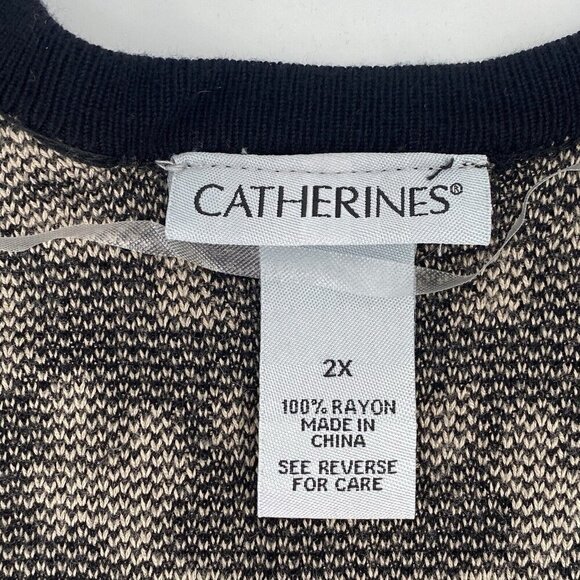 CATHERINES®
2X
100% RAYON
MADE IN
CHINA
SEE REVERSE
FOR CARE